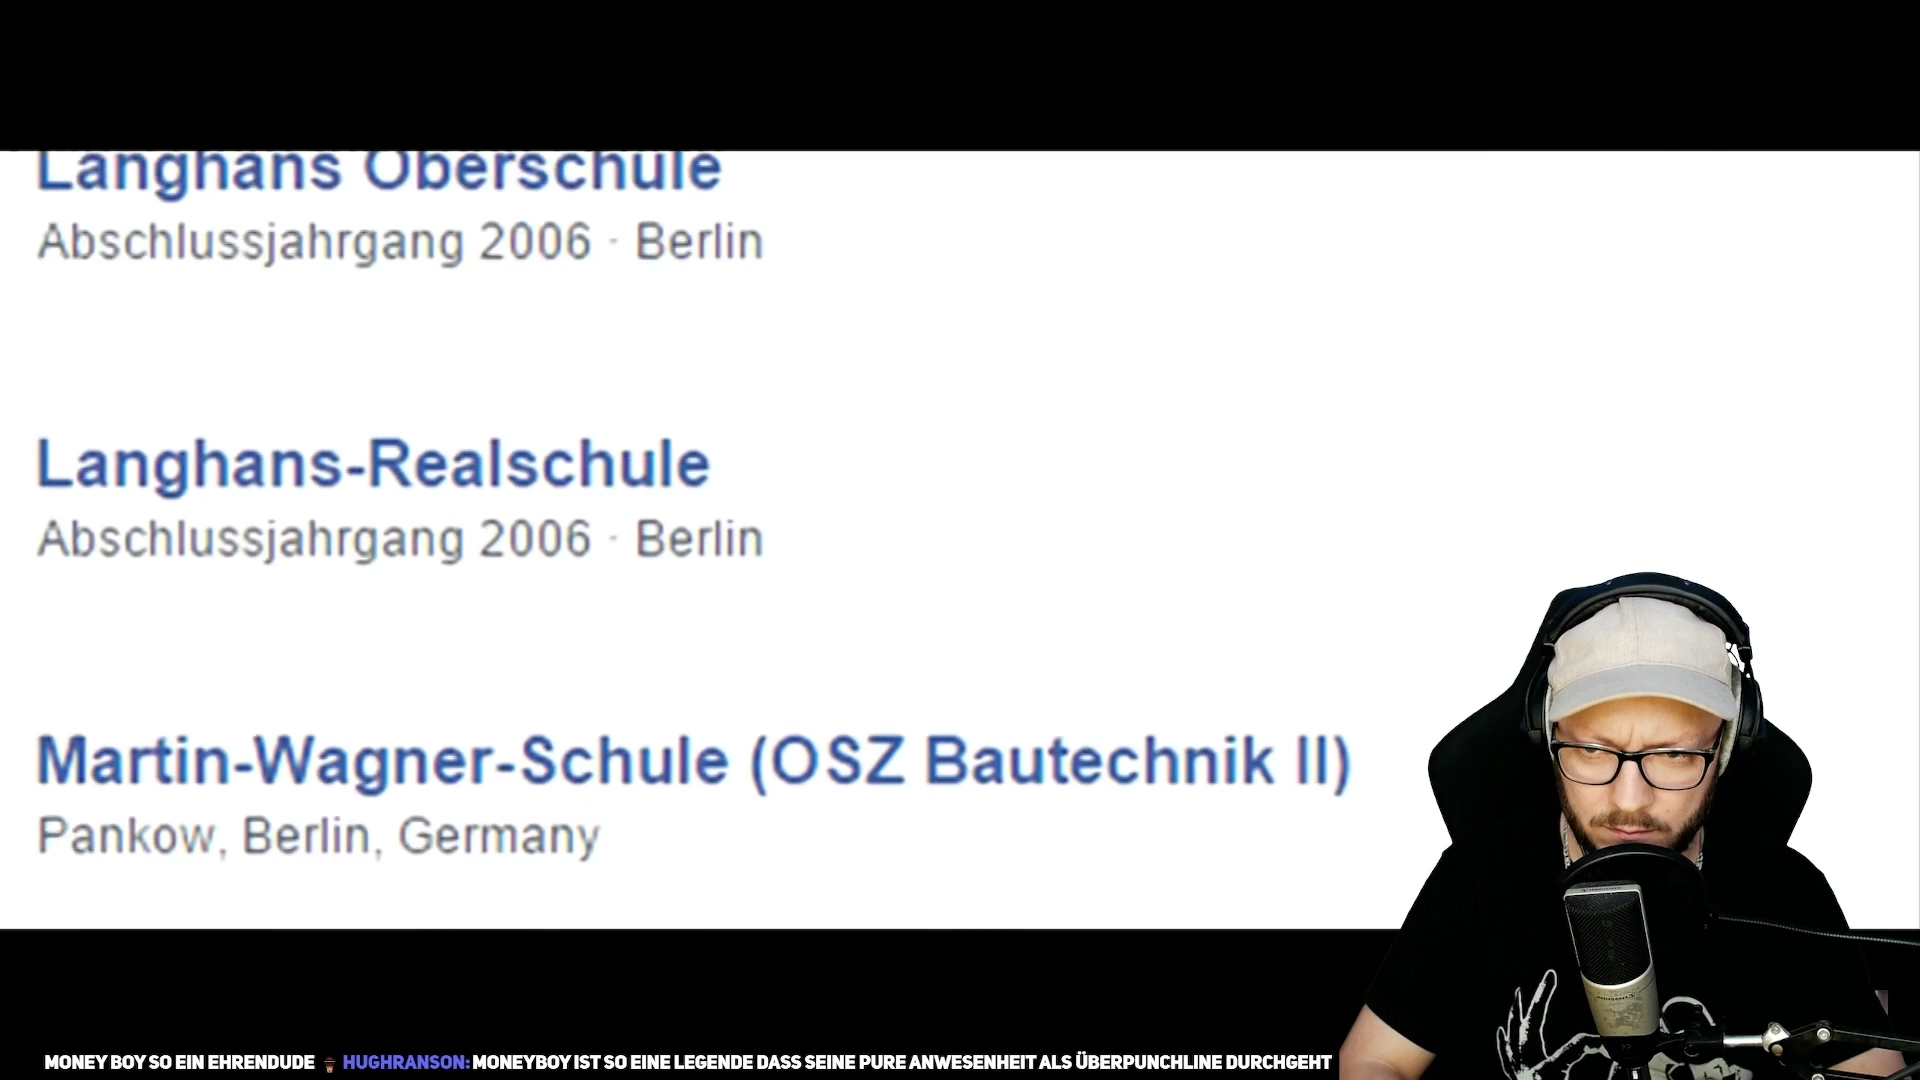 Langhans Oberschule
Abschlussjahrgang 2006 · Berlin
Langhans-Realschule
Abschlussjahrgang 2006 · Berlin
Martin-Wagner-Schule (OSZ Bautechnik II)
Pankow, Berlin, Germany
MONEY BOY SO EIN EHRENDUDE HUGHRANSON: MONEYBOY IST SO EINE LEGENDE DASS SEINE PURE ANWESENHEIT ALS ÜBERPUNCHLINE DURCHGEHT